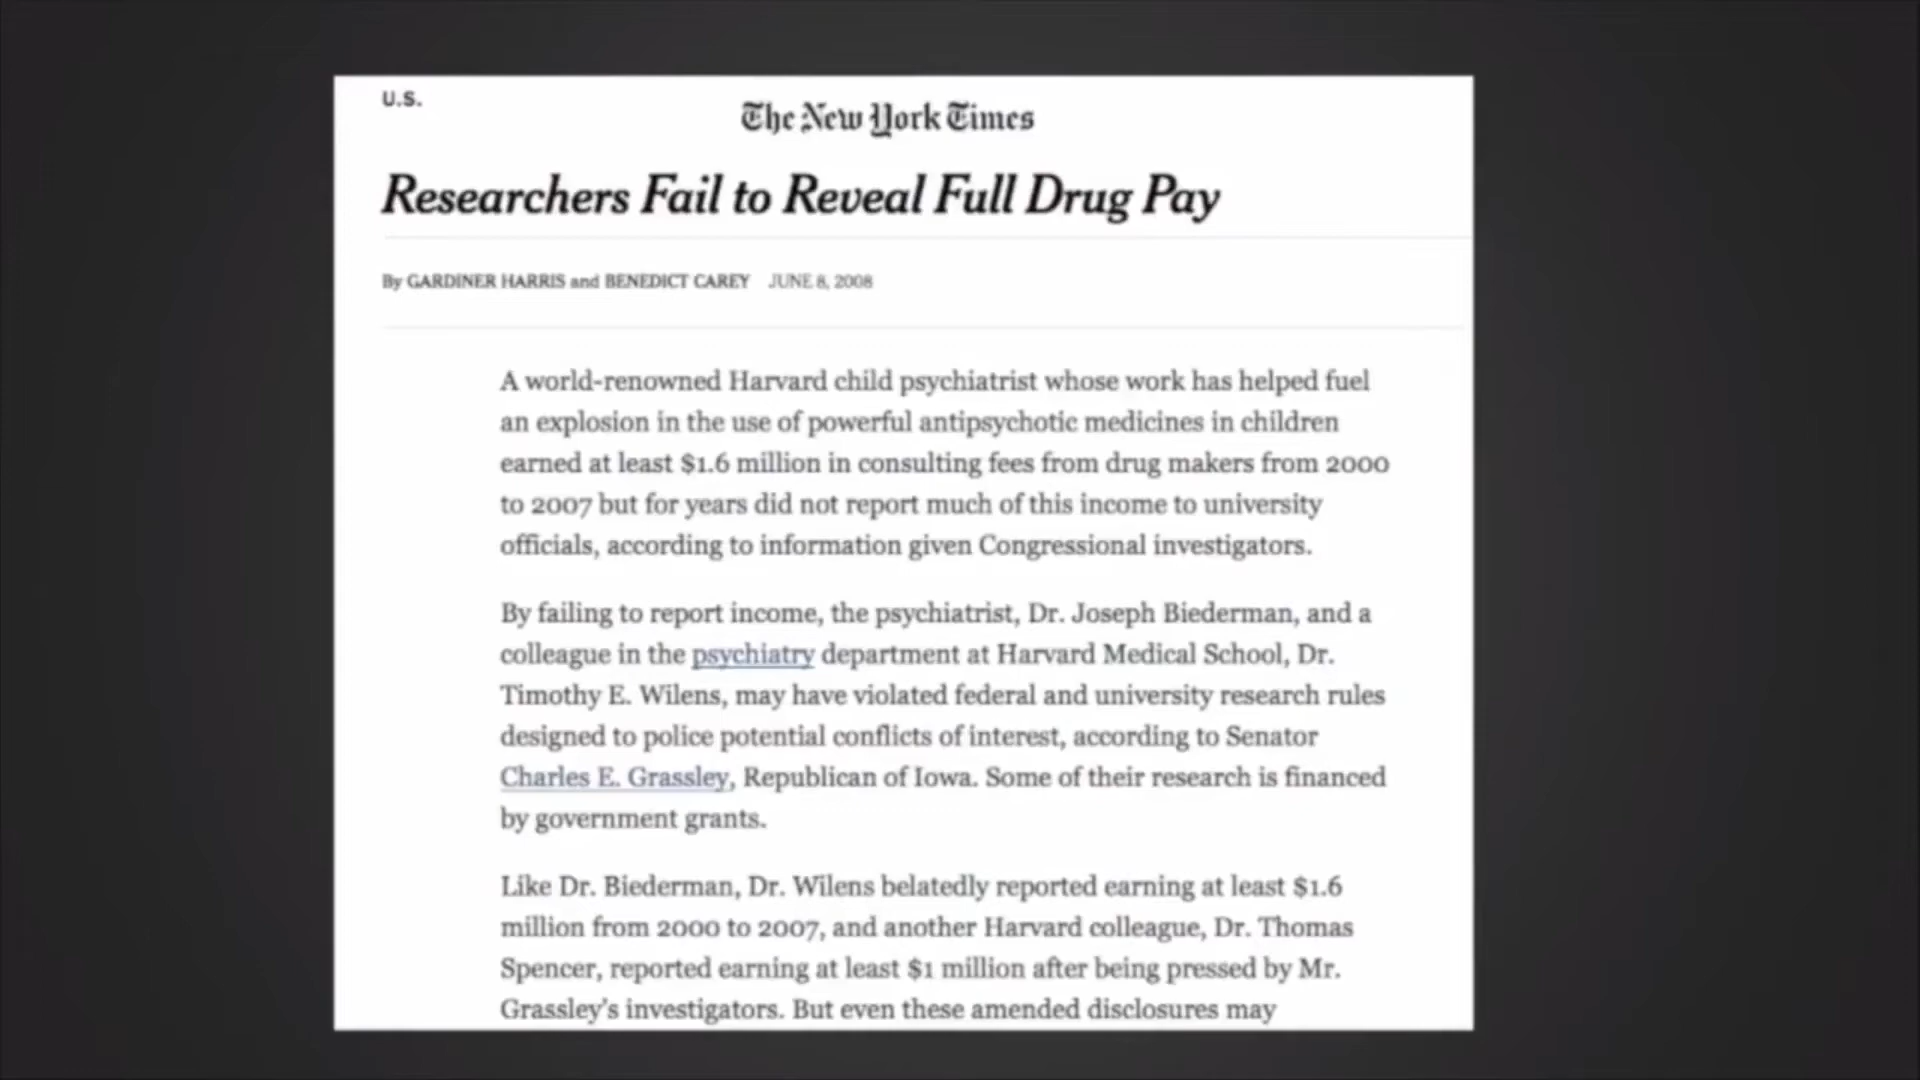 U.S.
The New York Times
Researchers Fail to Reveal Full Drug Pay
By GARDINER HARRIS and BENEDICT CAREY JUNE 8, 2008
A world-renowned Harvard child psychiatrist whose work has helped fuel
an explosion in the use of powerful antipsychotic medicines in children
earned at least $1.6 million in consulting fees from drug makers from 2000
to 2007 but for years did not report much of this income to university
officials, according to information given Congressional investigators.
By failing to report income, the psychiatrist, Dr. Joseph Biederman, and a
colleague in the psychiatry department at Harvard Medical School, Dr.
Timothy E. Wilens, may have violated federal and university research rules
designed to police potential conflicts of interest, according to Senator
Charles E. Grassley, Republican of Iowa. Some of their research is financed
by government grants.
Like Dr. Biederman, Dr. Wilens belatedly reported earning at least $1.6
million from 2000 to 2007, and another Harvard colleague, Dr. Thomas
Spencer, reported earning at least $1 million after being pressed by Mr.
Grassley's investigators. But even these amended disclosures may